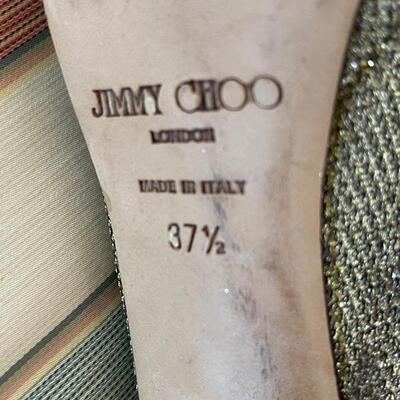 JIMMY CHOO
LONDON
MADE IN ITALY
37½